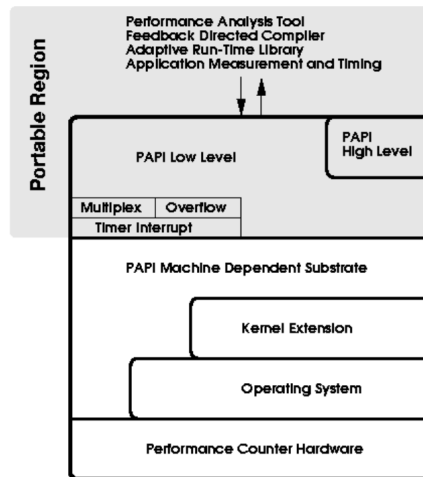 Performance Analysis Tool
Feedback Directed Compiler
Adaptive Run-Time Library
Application Measurement and Timing
Portable Region
PAPI Low Level
PAPI
High Level
Multiplex
Overflow
Timer Interrupt
PAPI Machine Dependent Substrate
Kernel Extension
Operating System
Performance Counter Hardware